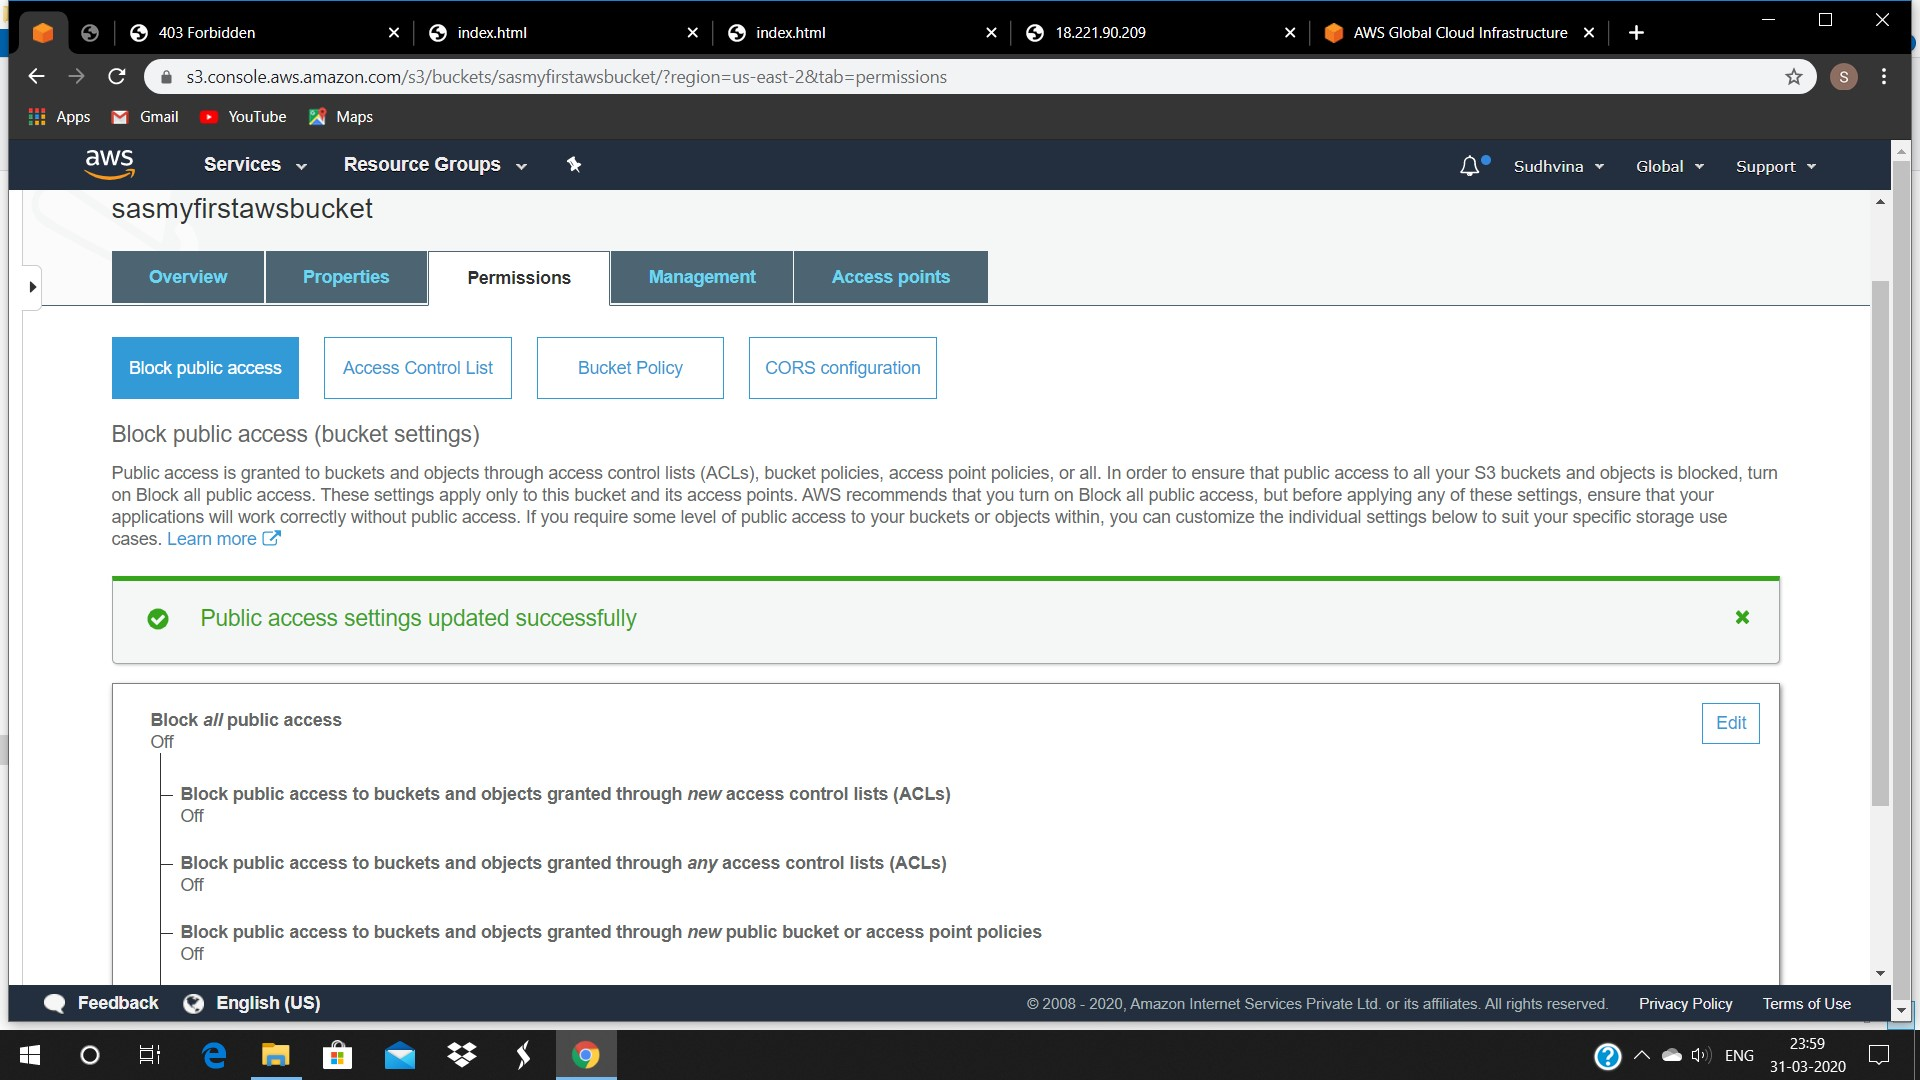 403 Forbidden
index.html
index.html
18.221.90.209
AWS Global Cloud Infrastructure
s3.console.aws.amazon.com/s3/buckets/sasmyfirstawsbucket/?region=us-east-2&tab=permissions
S
Apps
Gmail
YouTube
Maps
aws
Services
Resource Groups
Sudhvina
Global
Support
sasmyfirstawsbucket
Overview
Properties
Permissions
Management
Access points
Block public access
Access Control List
Bucket Policy
CORS configuration
Block public access (bucket settings)
Public access is granted to buckets and objects through access control lists (ACLs), bucket policies, access point policies, or all. In order to ensure that public access to all your S3 buckets and objects is blocked, turn
on Block all public access. These settings apply only to this bucket and its access points. AWS recommends that you turn on Block all public access, but before applying any of these settings, ensure that your
applications will work correctly without public access. If you require some level of public access to your buckets or objects within, you can customize the individual settings below to suit your specific storage use
cases. Learn more
Public access settings updated successfully
Block all public access
Off
Edit
Block public access to buckets and objects granted through new access control lists (ACLs)
Off
Block public access to buckets and objects granted through any access control lists (ACLs)
Off
Block public access to buckets and objects granted through new public bucket or access point policies
Off
Feedback
English (US)
© 2008 - 2020, Amazon Internet Services Private Ltd. or its affiliates. All rights reserved.
Privacy Policy
Terms of Use
ENG
23:59
31-03-2020